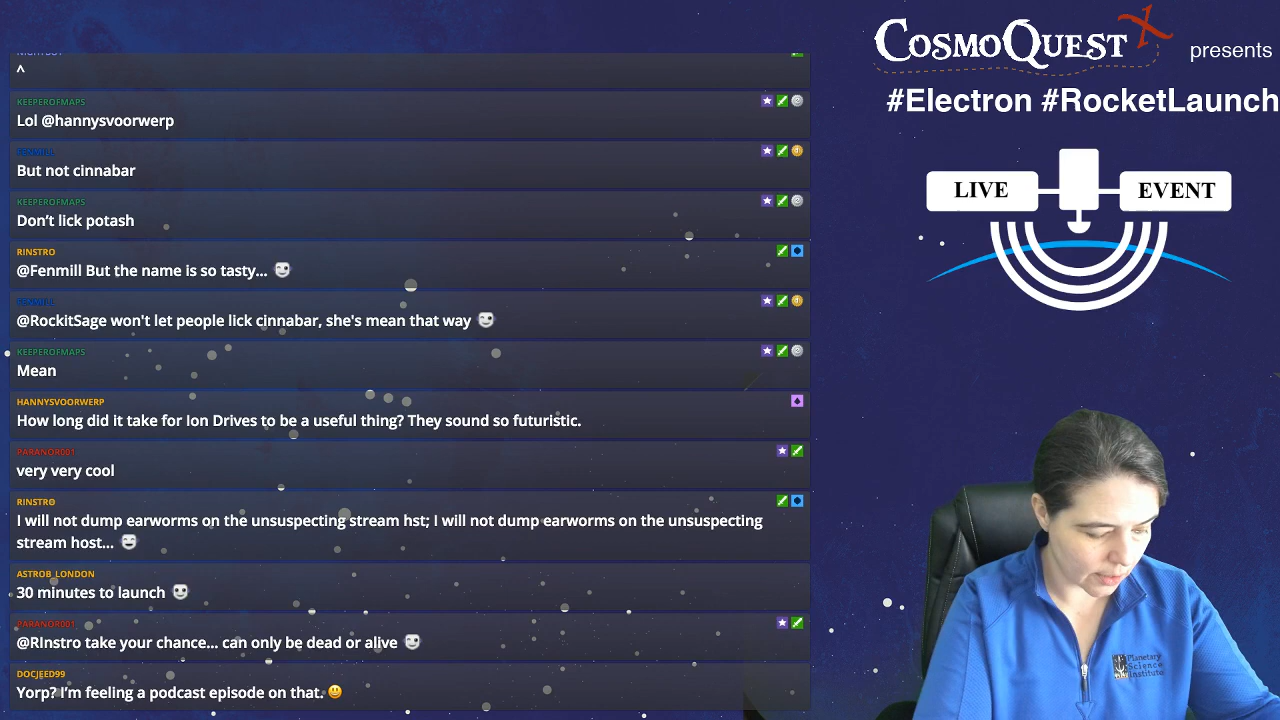 ^
KEEPEROFMAPS
Lol @hannysvoorwerp
FENMILL
But not cinnabar
KEEPEROFMAPS
Don't lick potash
RINSTRO
@Fenmill But the name is so tasty...
FENMILL
@RockitSage won't let people lick cinnabar, she's mean that way
KEEPEROFMAPS
Mean
HANNYSVOORWERP
How long did it take for Ion Drives to be a useful thing? They sound so futuristic.
PARANOR001
very very cool
RINSTRO
I will not dump earworms on the unsuspecting stream hst; I will not dump earworms on the unsuspecting
stream host...
ASTROB_LONDON
30 minutes to launch
PARANOR001
@RInstro take your chance... can only be dead or alive
DOCJEED99
Yorp? I'm feeling a podcast episode on that.
COSMOQUEST X
presents
#Electron #RocketLaunch
LIVE EVENT
Planetary
Science
Institute